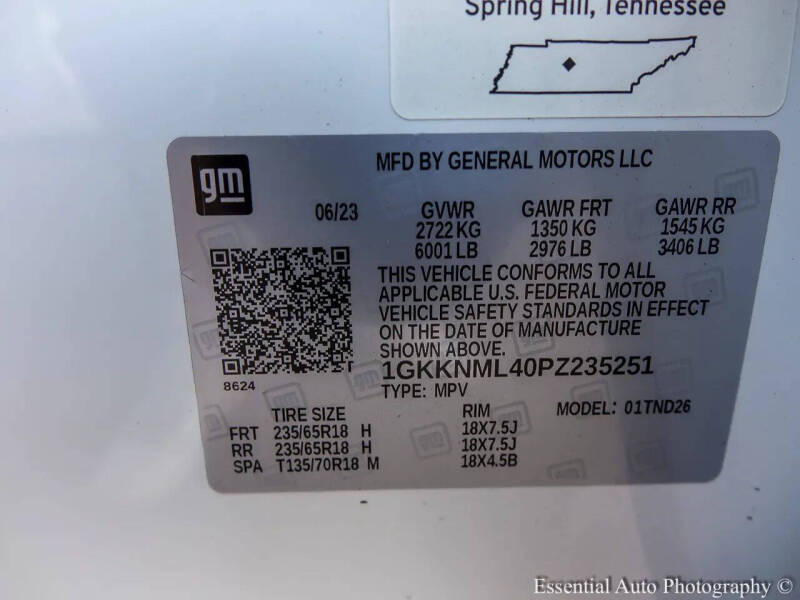 Spring Hill, Tennessee
gm
MFD BY GENERAL MOTORS LLC
06/23 GVWR GAWR FRT GAWR RR
2722 KG 1350 KG 1545 KG
6001 LB 2976 LB 3406 LB
THIS VEHICLE CONFORMS TO ALL
APPLICABLE U.S. FEDERAL MOTOR
VEHICLE SAFETY STANDARDS IN EFFECT
ON THE DATE OF MANUFACTURE
SHOWN ABOVE.
1GKKNML40PZ235251
8624
TYPE: MPV
TIRE SIZE RIM MODEL: 01TND26
FRT 235/65R18 H 18X7.5J
RR 235/65R18 H 18X7.5J
SPA T135/70R18 M 18X4.5B
Essential Auto Photography ©